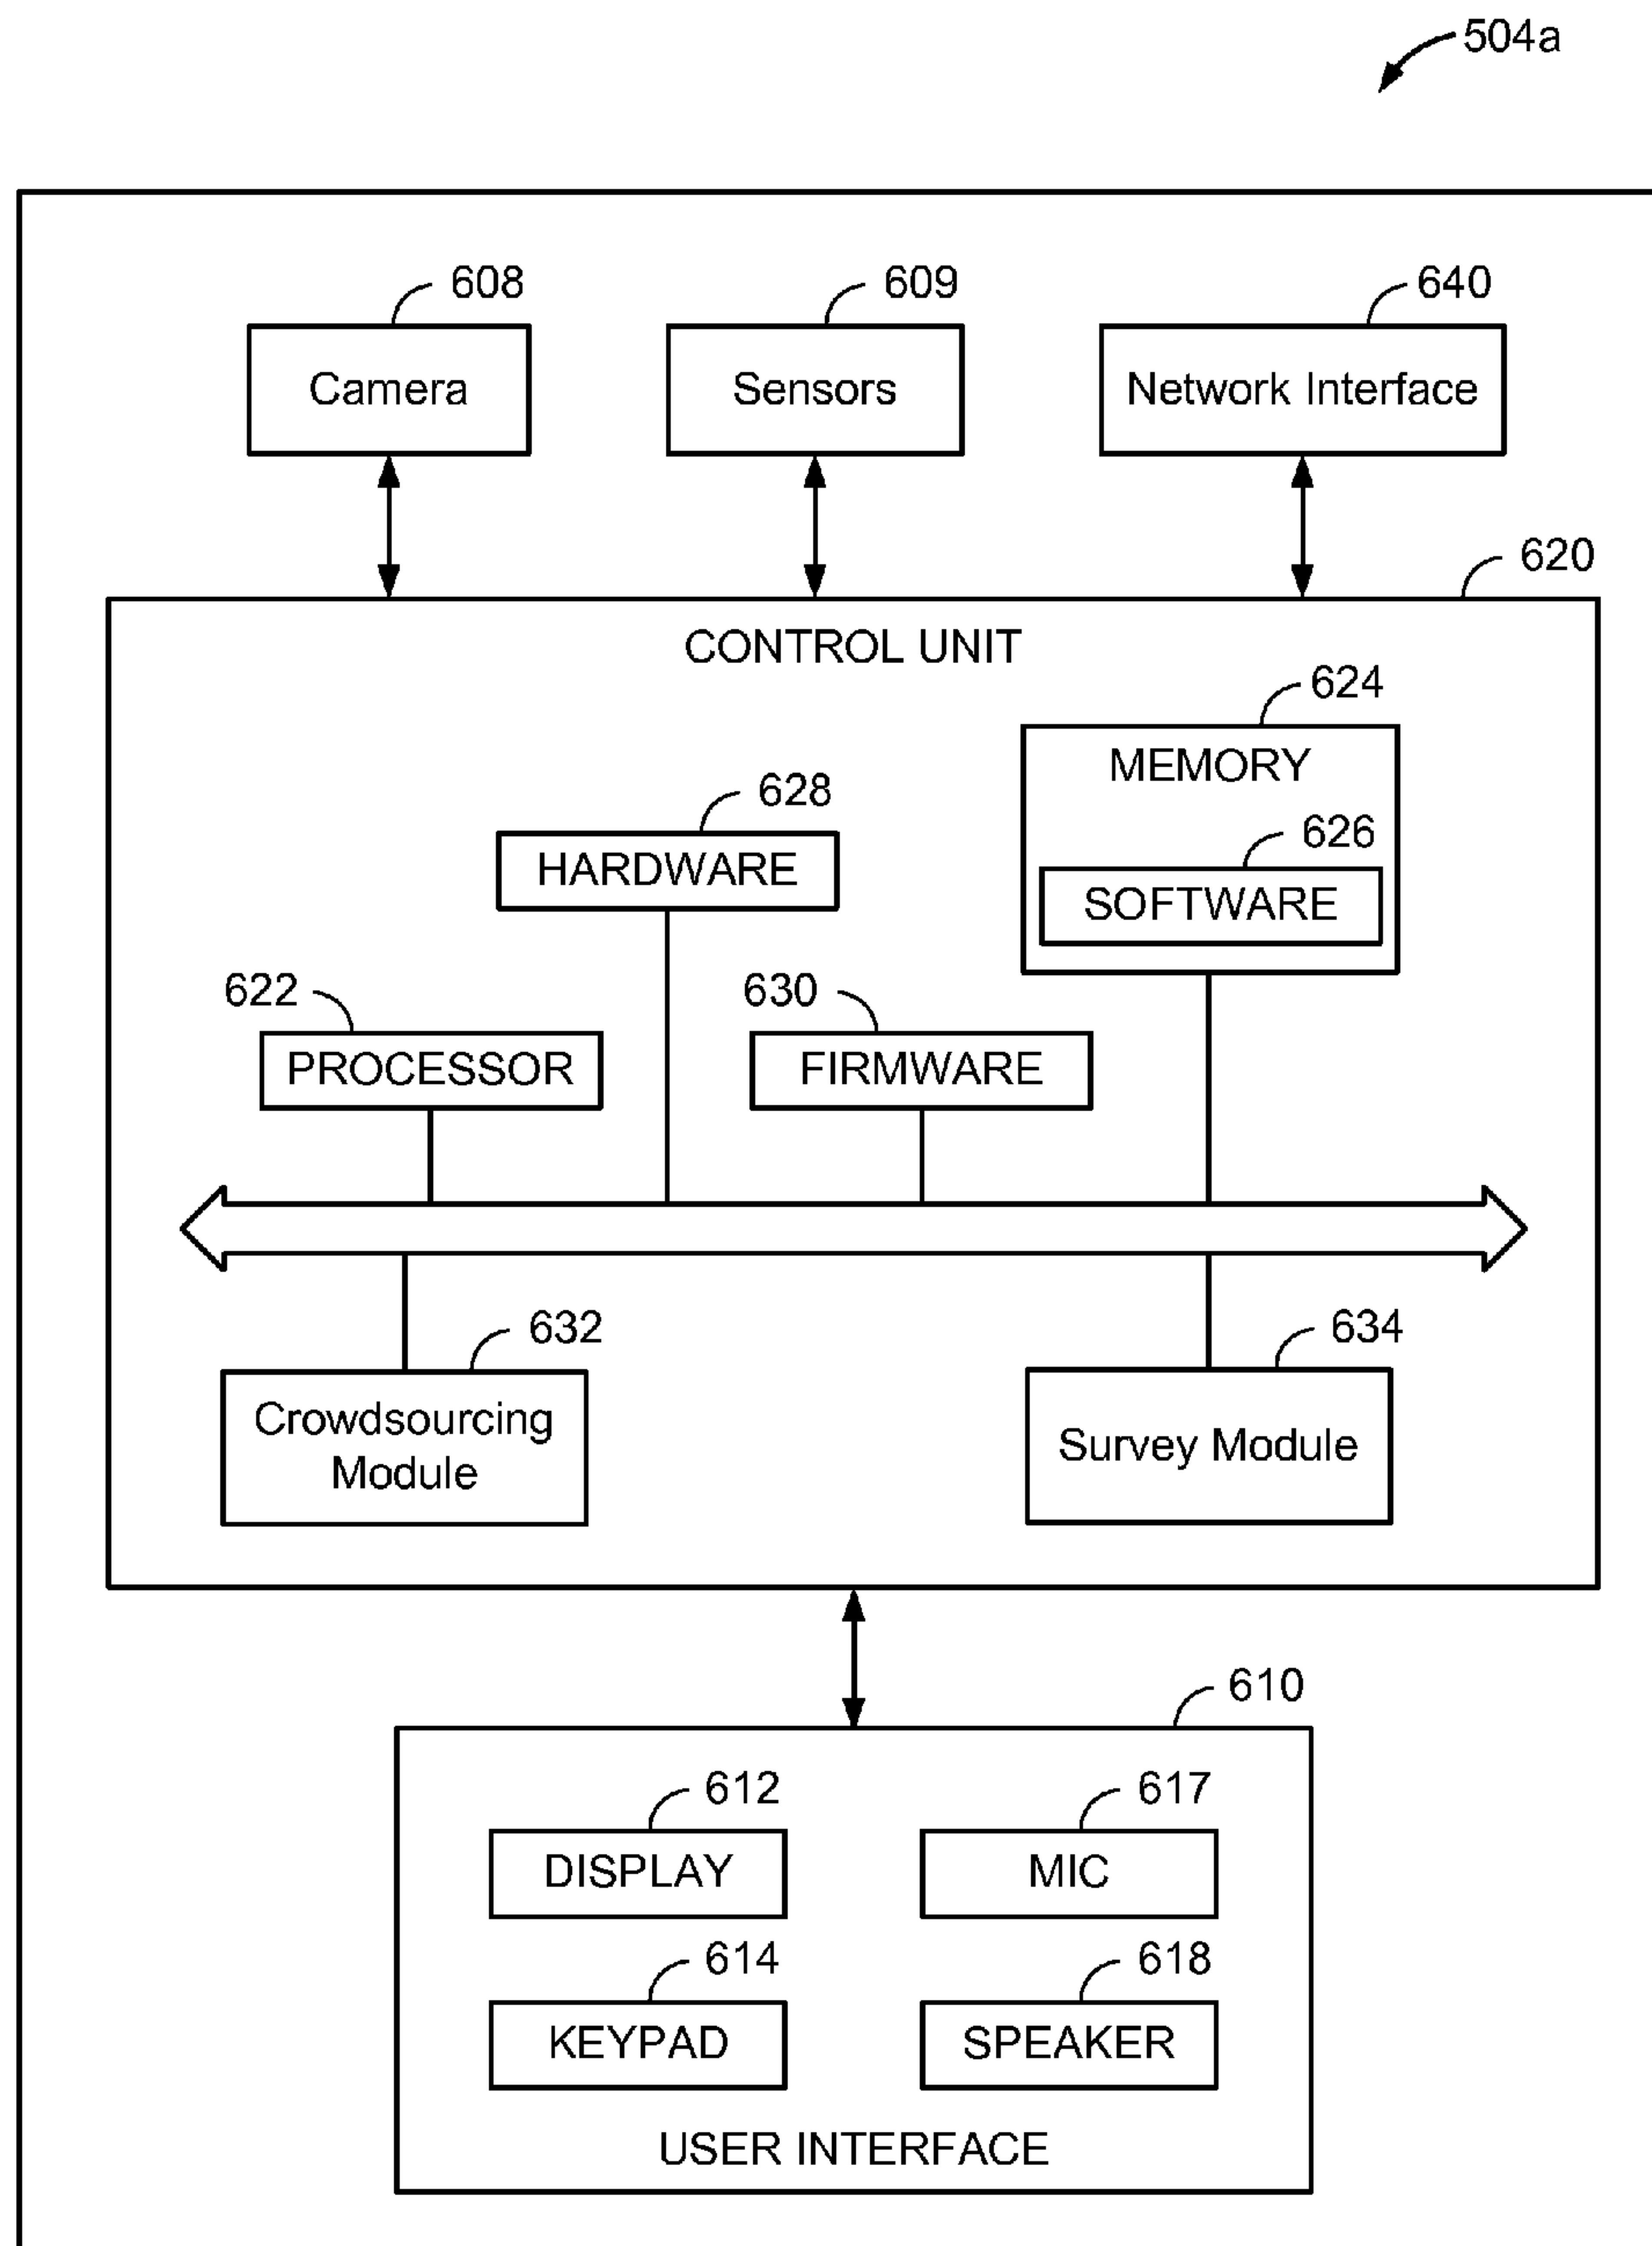 504a
608
609
640
Camera
Sensors
Network Interface
620
CONTROL UNIT
624
MEMORY
628
626
HARDWARE
SOFTWARE
622
630
PROCESSOR
FIRMWARE
632
634
Crowdsourcing
Module
Survey Module
610
612
617
DISPLAY
MIC
614
618
KEYPAD
SPEAKER
USER INTERFACE